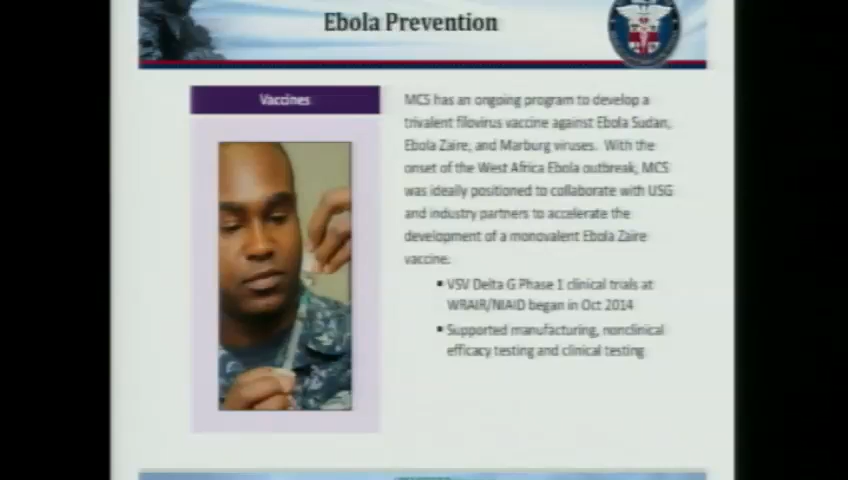 Ebola Prevention
Vaccines
MCS has an ongoing program to develop a
trivalent filovirus vaccine against Ebola Sudan,
Ebola Zaire, and Marburg viruses. With the
onset of the West Africa Ebola outbreak, MCS
was ideally positioned to collaborate with USG
and industry partners to accelerate the
development of a monovalent Ebola Zaire
vaccine.
▪ VSV Delta G Phase 1 clinical trials at
WRAIR/NIAID began in Oct 2014
▪ Supported manufacturing, nonclinical
efficacy testing and clinical testing